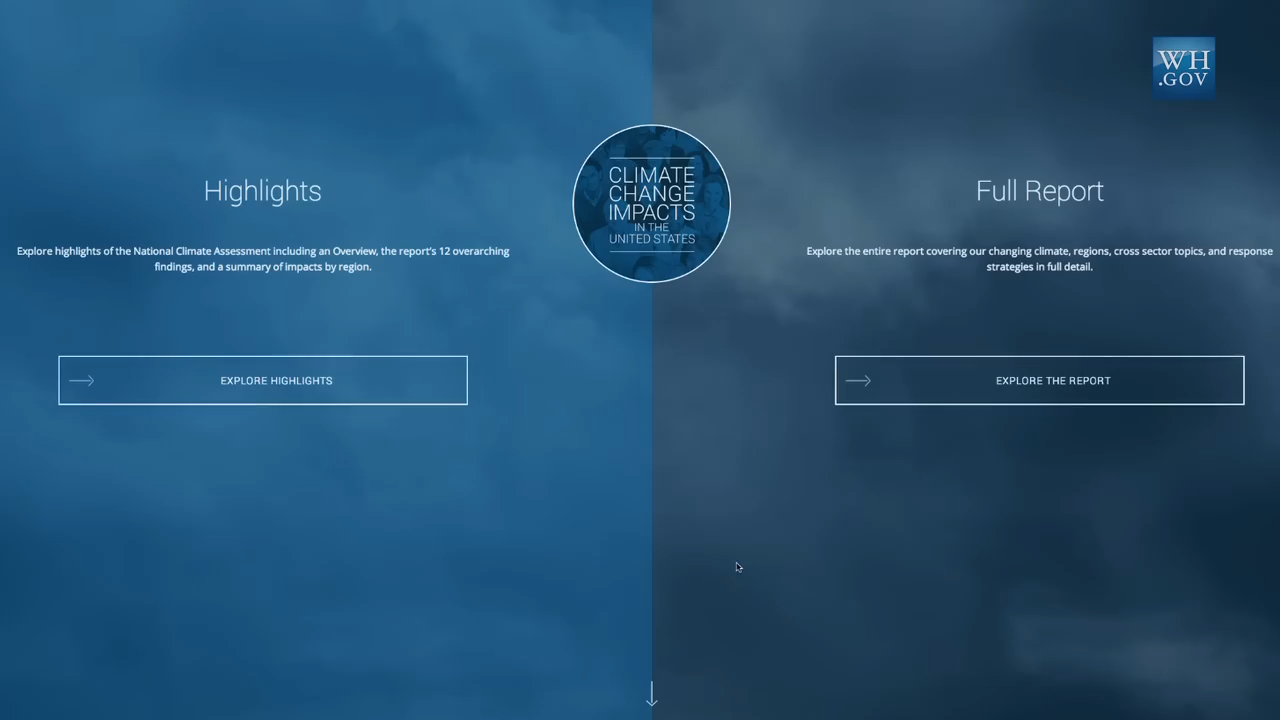 WH
.GOV
CLIMATE
CHANGE
IMPACTS
IN THE
UNITED STATES
Highlights
Explore highlights of the National Climate Assessment including an Overview, the report's 12 overarching
findings, and a summary of impacts by region.
EXPLORE HIGHLIGHTS
Full Report
Explore the entire report covering our changing climate, regions, cross sector topics, and response
strategies in full detail.
EXPLORE THE REPORT